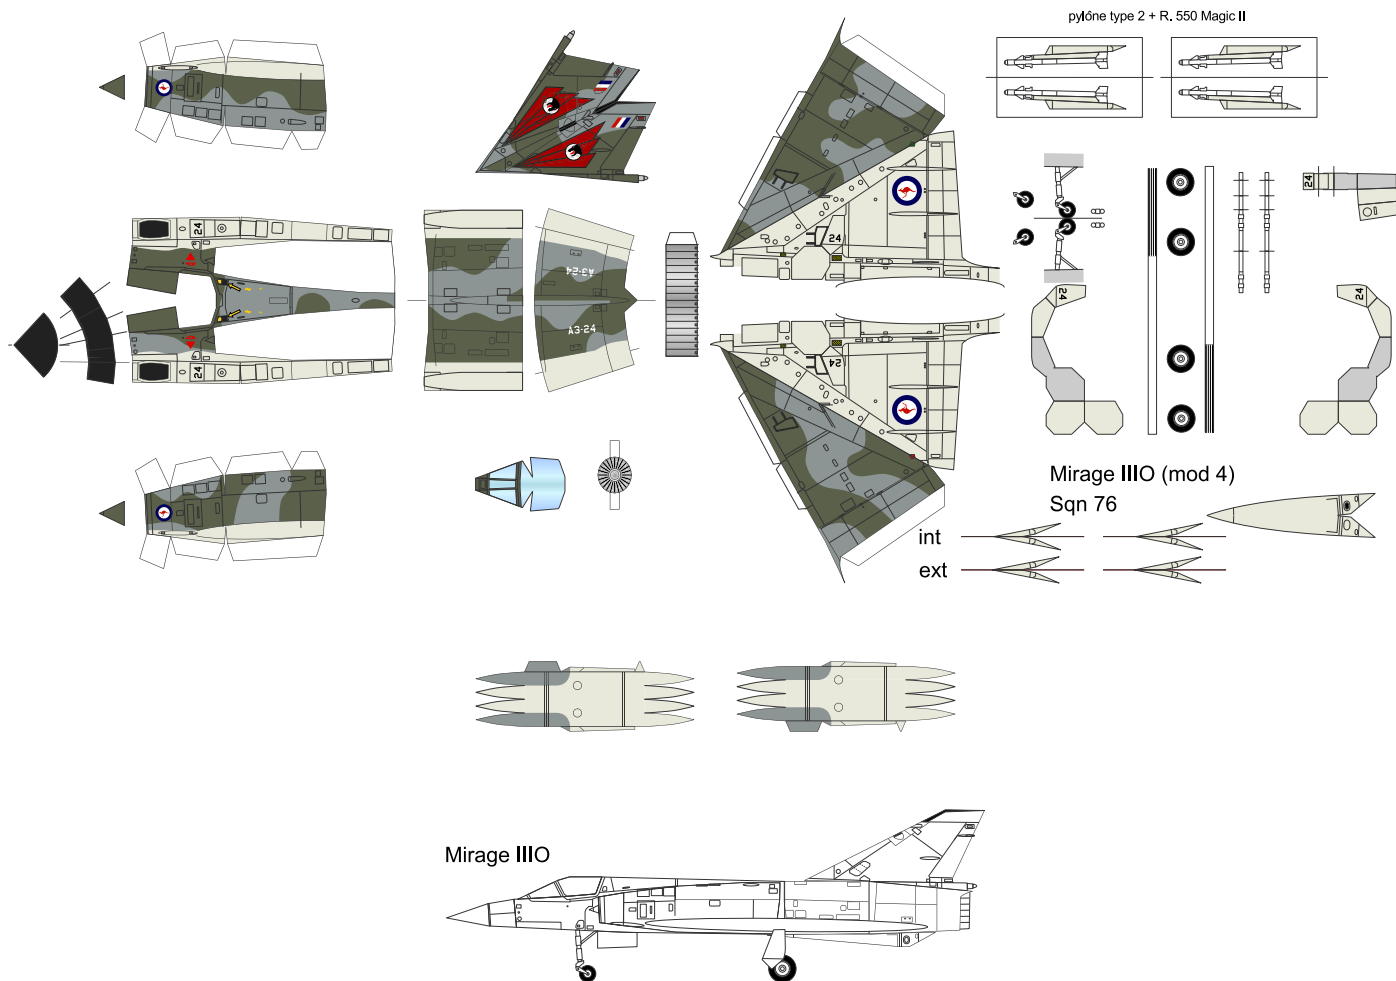 pylône type 2 + R. 550 Magic II
24
24
24
24
24
24
24
A3-24
A3-24
Mirage IIIO (mod 4)
Sqn 76
int
ext
Mirage IIIO